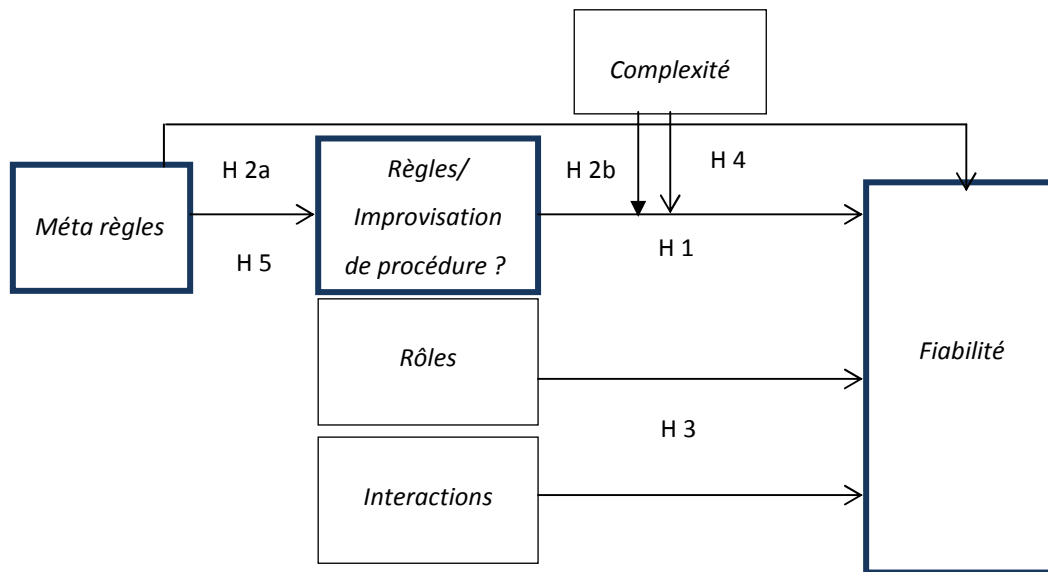 Complexité
H 2a
Règles/
H 2b
H 4
Méta règles
Improvisation
H 5
de procédure ?
H 1
Rôles
Fiabilité
H 3
Interactions